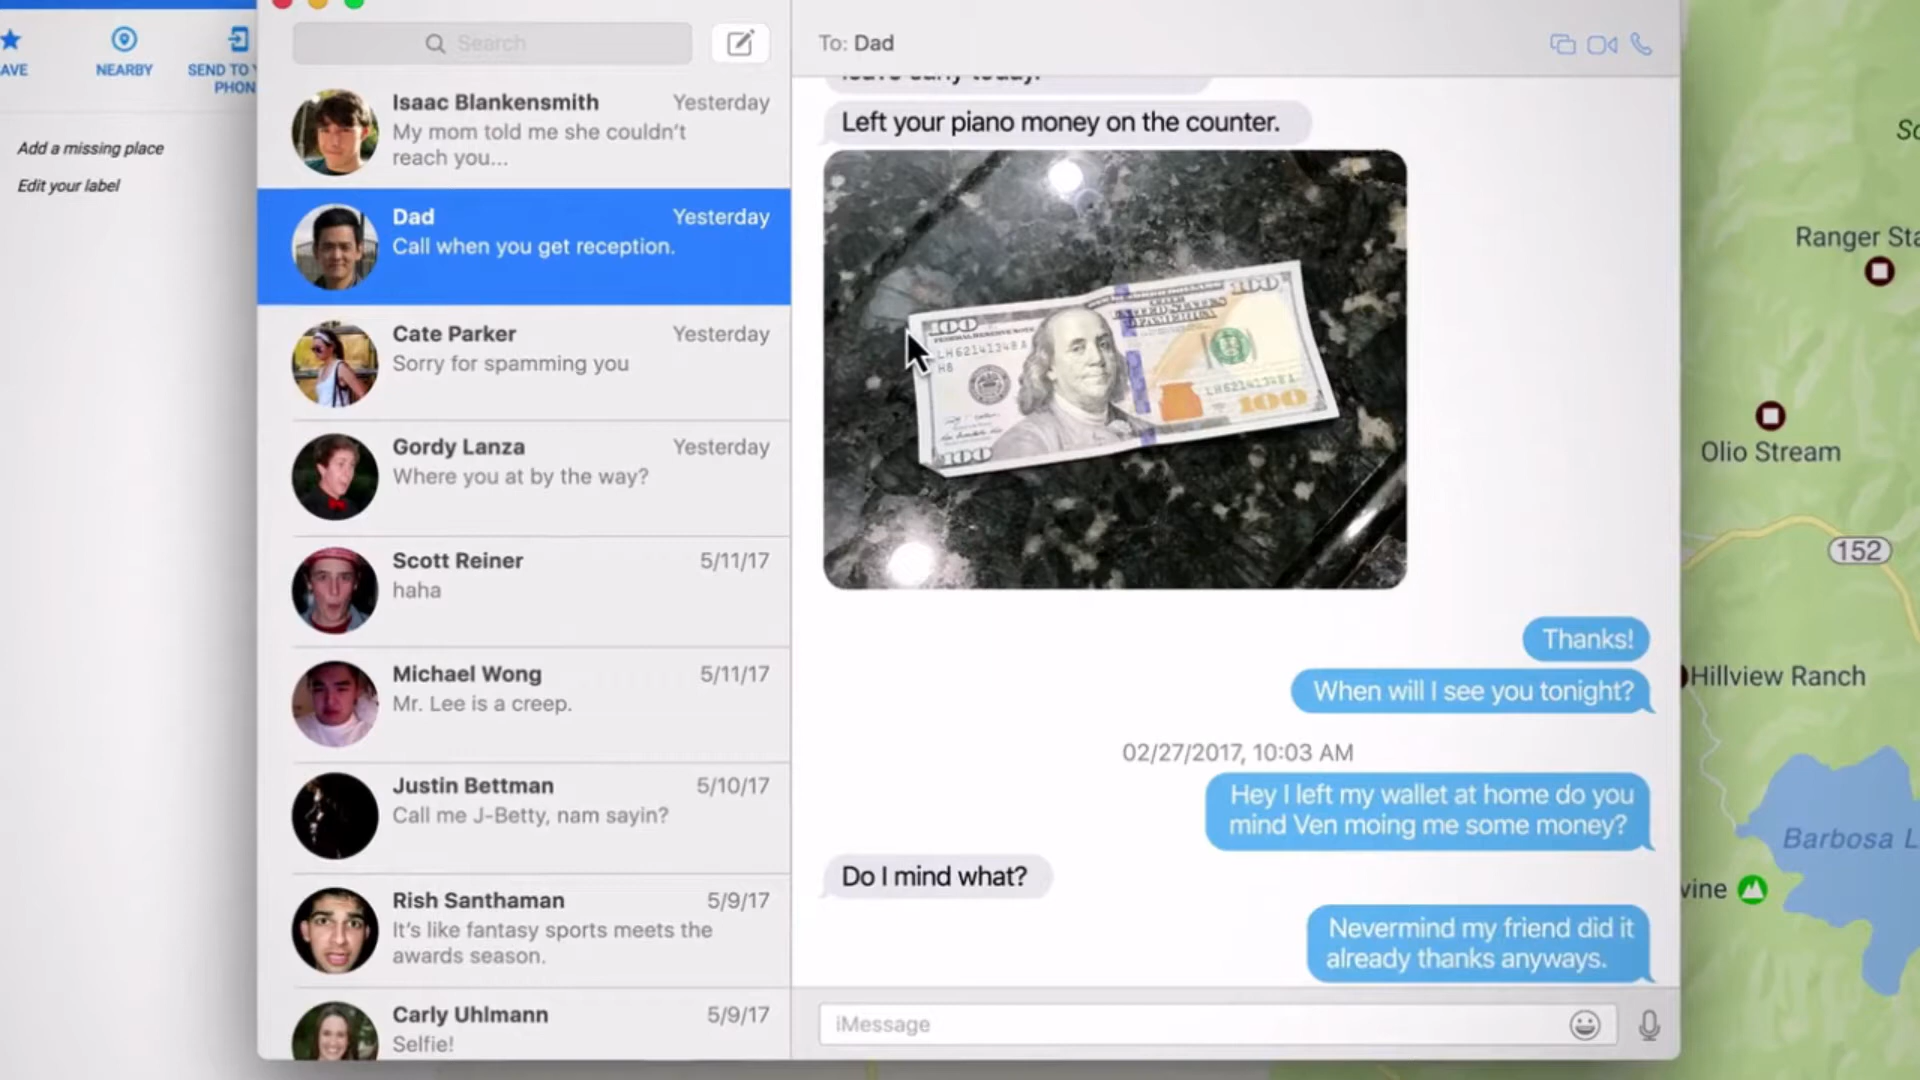 SEND TO
NEARBY
PHON
Add a missing place
Edit your label
Search
Isaac Blankensmith
Yesterday
My mom told me she couldn't
reach you...
Dad
Yesterday
Call when you get reception.
Cate Parker
Yesterday
Sorry for spamming you
Gordy Lanza
Yesterday
Where you at by the way?
Scott Reiner
5/11/17
haha
Michael Wong
5/11/17
Mr. Lee is a creep.
Justin Bettman
5/10/17
Call me J-Betty, nam sayin?
Rish Santhaman
5/9/17
It's like fantasy sports meets the
awards season.
Carly Uhlmann
5/9/17
Selfie!
To: Dad
Left your piano money on the counter.
100
100
LH62141348A
H8
LH62141348A
100
100
Thanks!
When will I see you tonight?
02/27/2017, 10:03 AM
Hey I left my wallet at home do you
mind Ven moing me some money?
Do I mind what?
Nevermind my friend did it
already thanks anyways.
iMessage
Ranger Sta
Olio Stream
152
Hillview Ranch
Barbosa L
vine